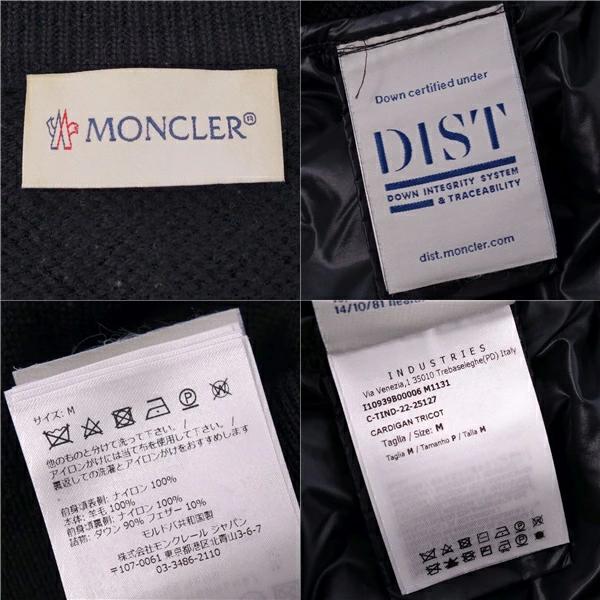 MONCLER®
Down certified under
DIST
DOWN INTEGRITY SYSTEM
& TRACEABILITY
dist.moncler.com
サイズ: M
他のものと分けて洗って下さい/
アイロンがけには当て布を使用して下さい/
裏返しての洗濯とアイロンがけをおすすめします
前身頃表側: ナイロン 100%
本体: 羊毛 100%
前身頃裏側: ナイロン 100%
詰物: ダウン 90% フェザー 10%
モルドバ共和国製
株式会社モンクレール ジャパン
〒107-0061 東京都港区北青山3-6-7
03-3486-2110
14/10/81
INDUSTRIES
Via Venezia,1 35010 Trebaseleghe(PD) Italy
I10939B00006 M1131
C-TIND-22-25127
CARDIGAN TRICOT
Taglia / Size: M
Taglia M / Tamanho P / Talla M